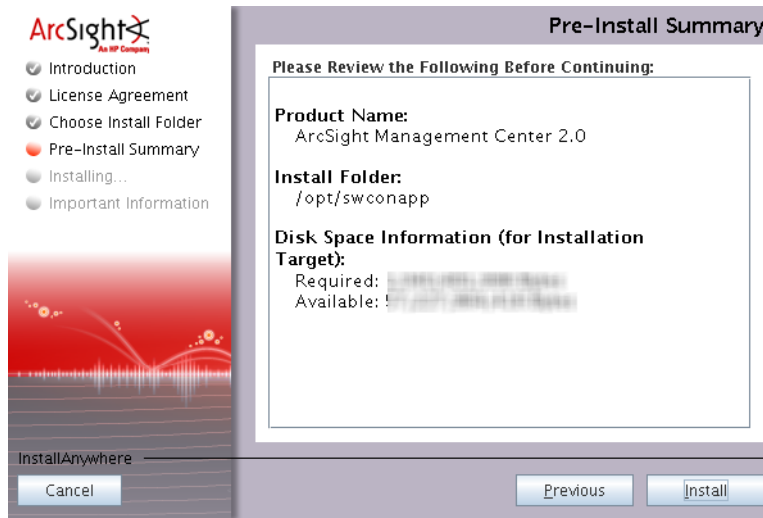 ArcSight
An HP Company
Pre-Install Summary
Introduction
License Agreement
Choose Install Folder
Pre-Install Summary
Installing...
Important Information
Please Review the Following Before Continuing:
Product Name:
ArcSight Management Center 2.0
Install Folder:
/opt/swconapp
Disk Space Information (for Installation
Target):
Required:
Available:
InstallAnywhere
Cancel
Previous
Install